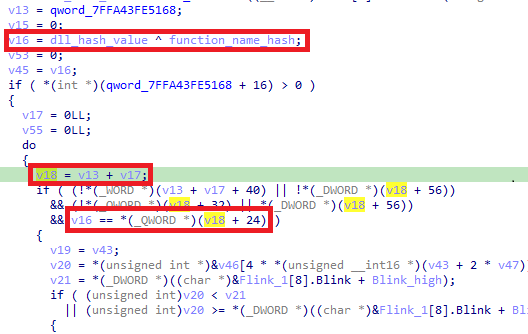 v13 = qword_7FFA43FE5168;
v15 = 0;
v16 = dll_hash_value ^ function_name_hash;
v53 = 0;
v45 = v16;
if ( *(int *)(qword_7FFA43FE5168 + 16) > 0 )
{
v17 = 0LL;
v55 = 0LL;
do
{
v18 = v13 + v17;
if ( (!*(_WORD *)(v13 + v17 + 40) || !*(_DWORD *)(v18 + 56))
&& (!*(_QWORD *)(v18 + 32) || *(_DWORD *)(v18 + 56))
&& v16 == *(_QWORD *)(v18 + 24) )
{
v19 = v43;
v20 = *(unsigned int *)&v46[4 * *(unsigned __int16 *)(v43 + 2 * v47)
v21 = *(_DWORD *)((char *)&Flink_1[8].Blink + Blink_high);
if ( (unsigned int)v20 < v21
|| (unsigned int)v20 >= *(_DWORD *)((char *)&Flink_1[8].Blink +
{